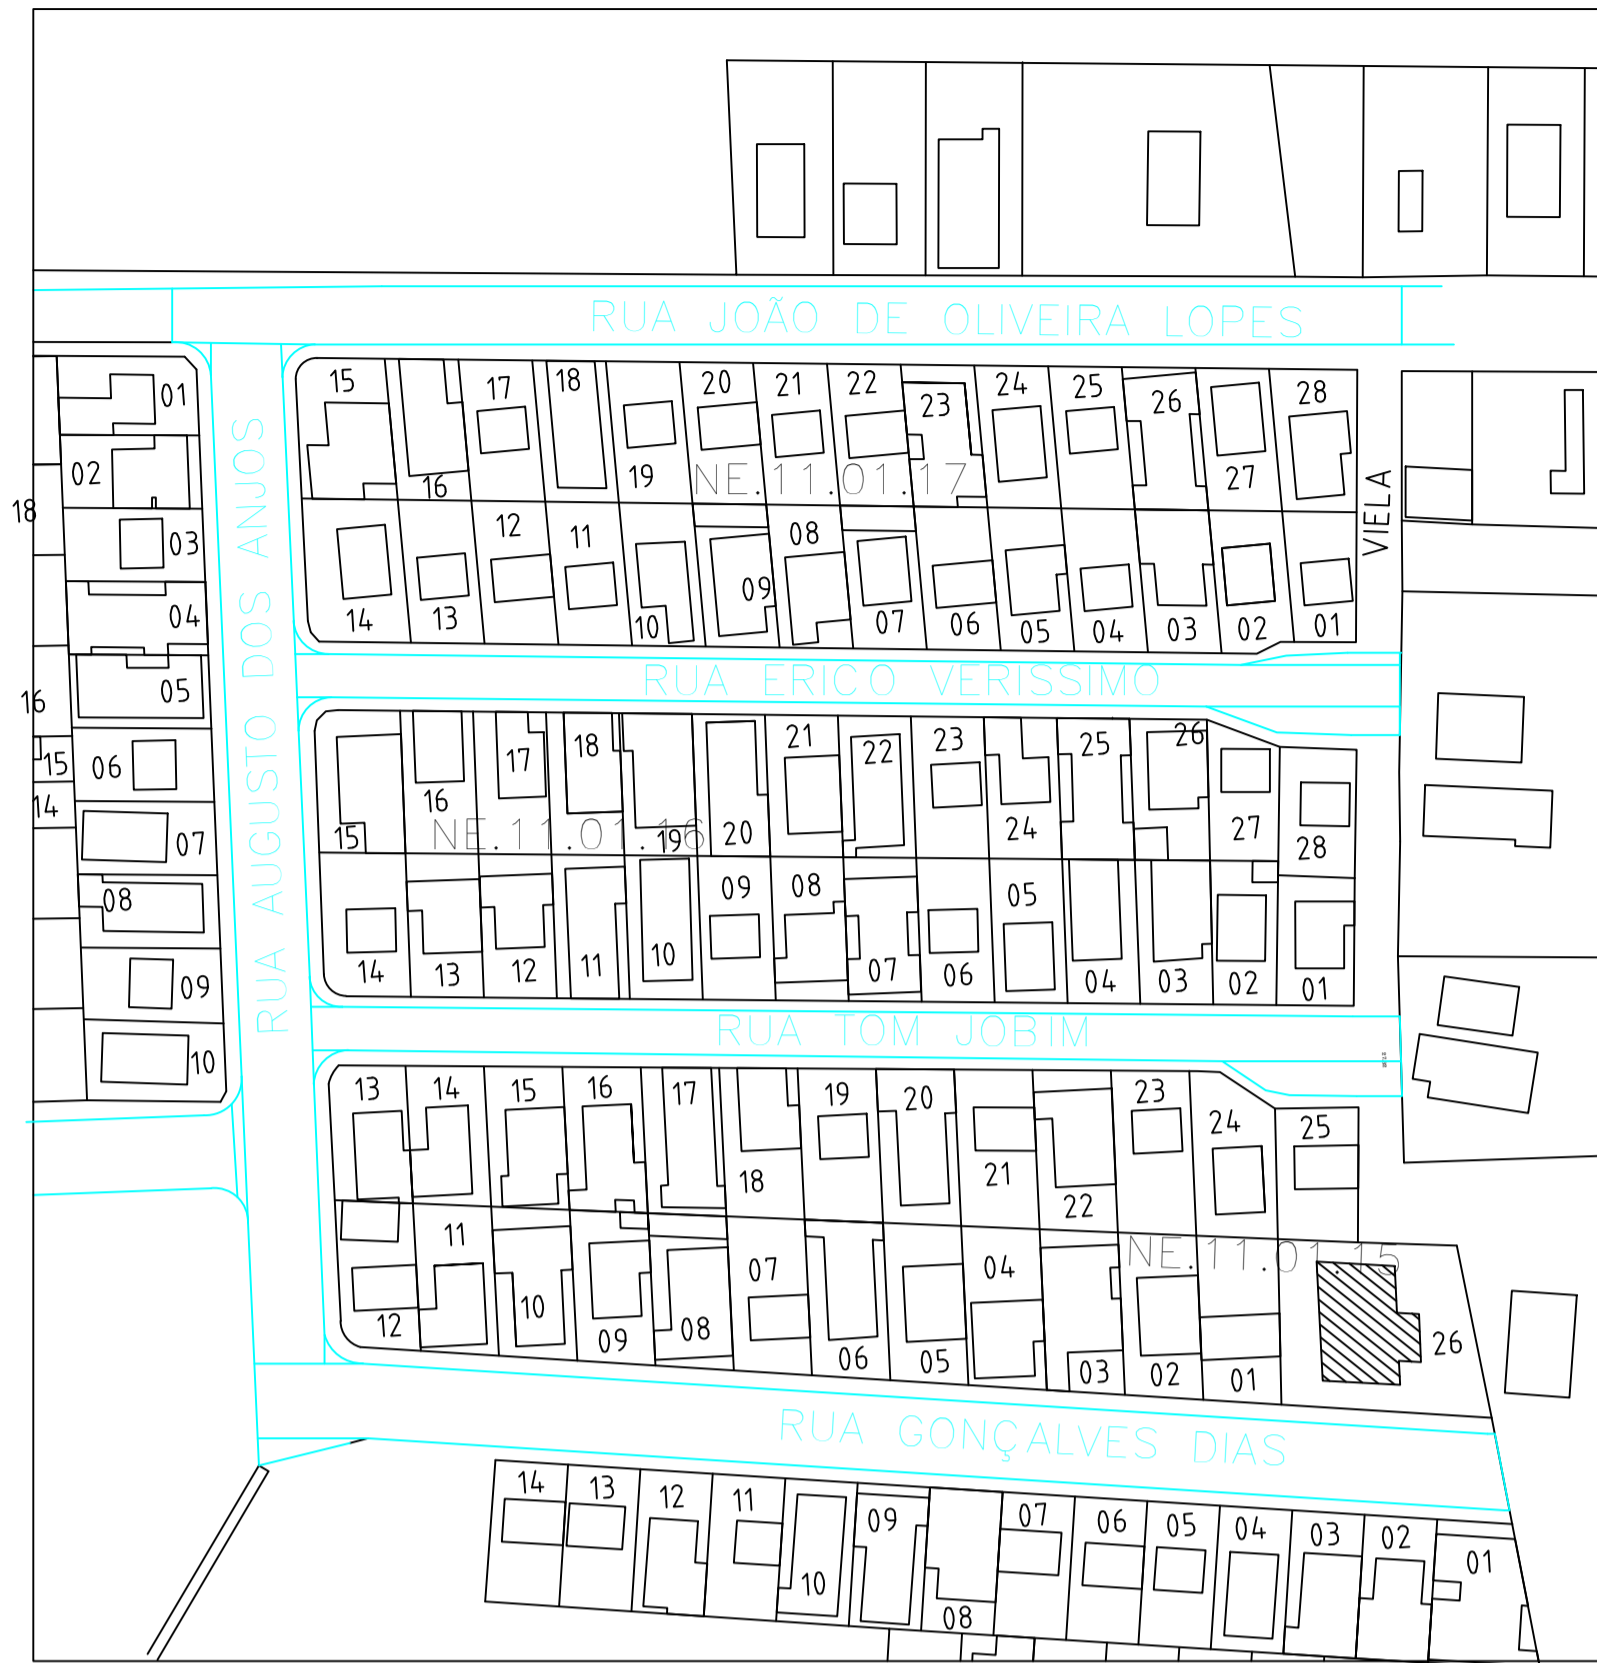 RUA JOÃO DE OLIVEIRA LOPES
15 16 17 18 19 20 21 22 23 24 25 26 27 28
NE.11.01.17
14 13 12 11 10 09 08 07 06 05 04 03 02 01
VIELA
01
02
18
03
04
05
16
15
06
14
07
08
09
10
RUA AUGUSTO DOS ANJOS
RUA ERICO VERISSIMO
15 16 17 18 19 20 21 22 23 24 25 26 27 28
NE.11.01.16
14 13 12 11 10 09 08 07 06 05 04 03 02 01
RUA TOM JOBIM
13 14 15 16 17 18 19 20 21 22 23 24 25
NE.11.01.15
12 11 10 09 08 07 06 05 04 03 02 01 26
RUA GONÇALVES DIAS
14 13 12 11 10 09 08 07 06 05 04 03 02 01